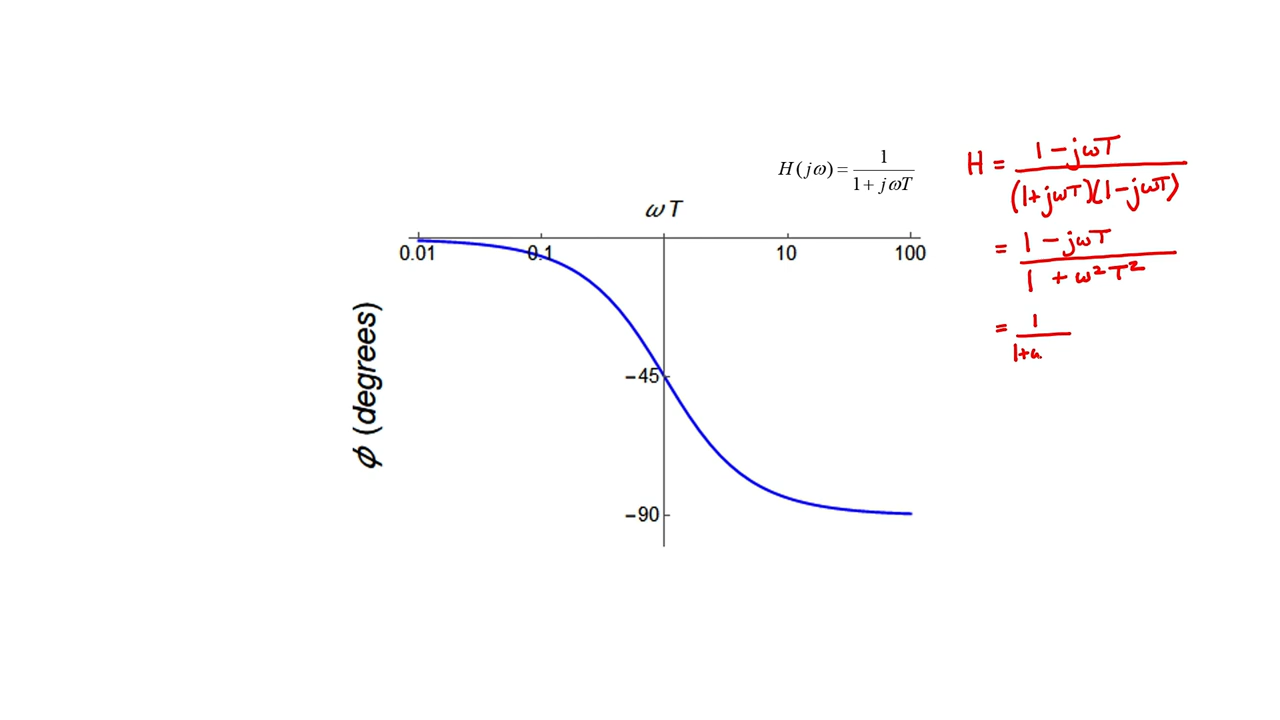 H(jω) = 1 / (1 + jωT)
H = (1 - jωT) / ((1+jωT)(1-jωT))
= (1 - jωT) / (1 + ω²T²)
= 1 / (1+
ωT
0.01 0.1 10 100
ϕ (degrees)
−45
−90